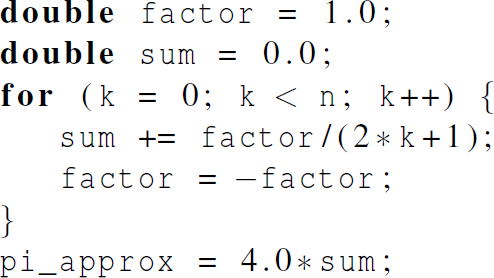 double factor = 1.0;
double sum = 0.0;
for (k = 0; k < n; k++) {
   sum += factor/(2*k+1);
   factor = −factor;
}
pi_approx = 4.0*sum;